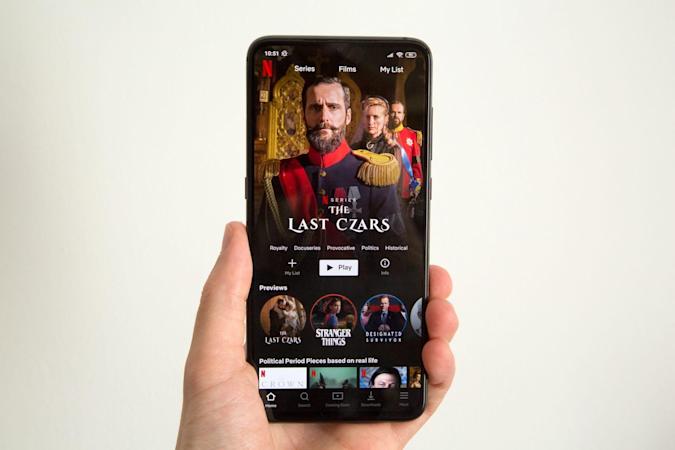 10:51
N Series Films My List
N SERIES
THE
LAST CZARS
Royalty Docuseries Provocative Politics Historical
My List Play Info
Previews
THE
LAST CZARS
STRANGER
THINGS
DESIGNATED
SURVIVOR
Political Period Pieces based on real life
N N N
CROWN
Home Search Coming Soon Downloads More